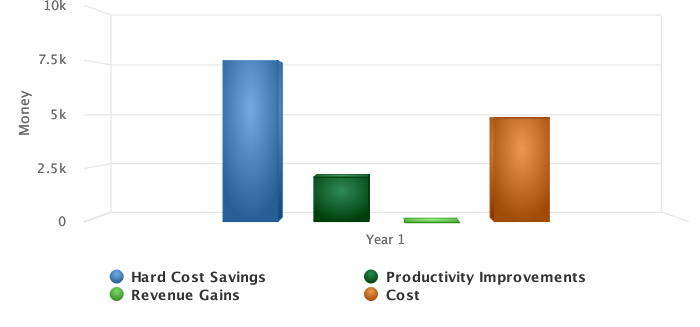 10k
7.5k
Money
5k
2.5k
0
Year 1
Hard Cost Savings
Productivity Improvements
Revenue Gains
Cost